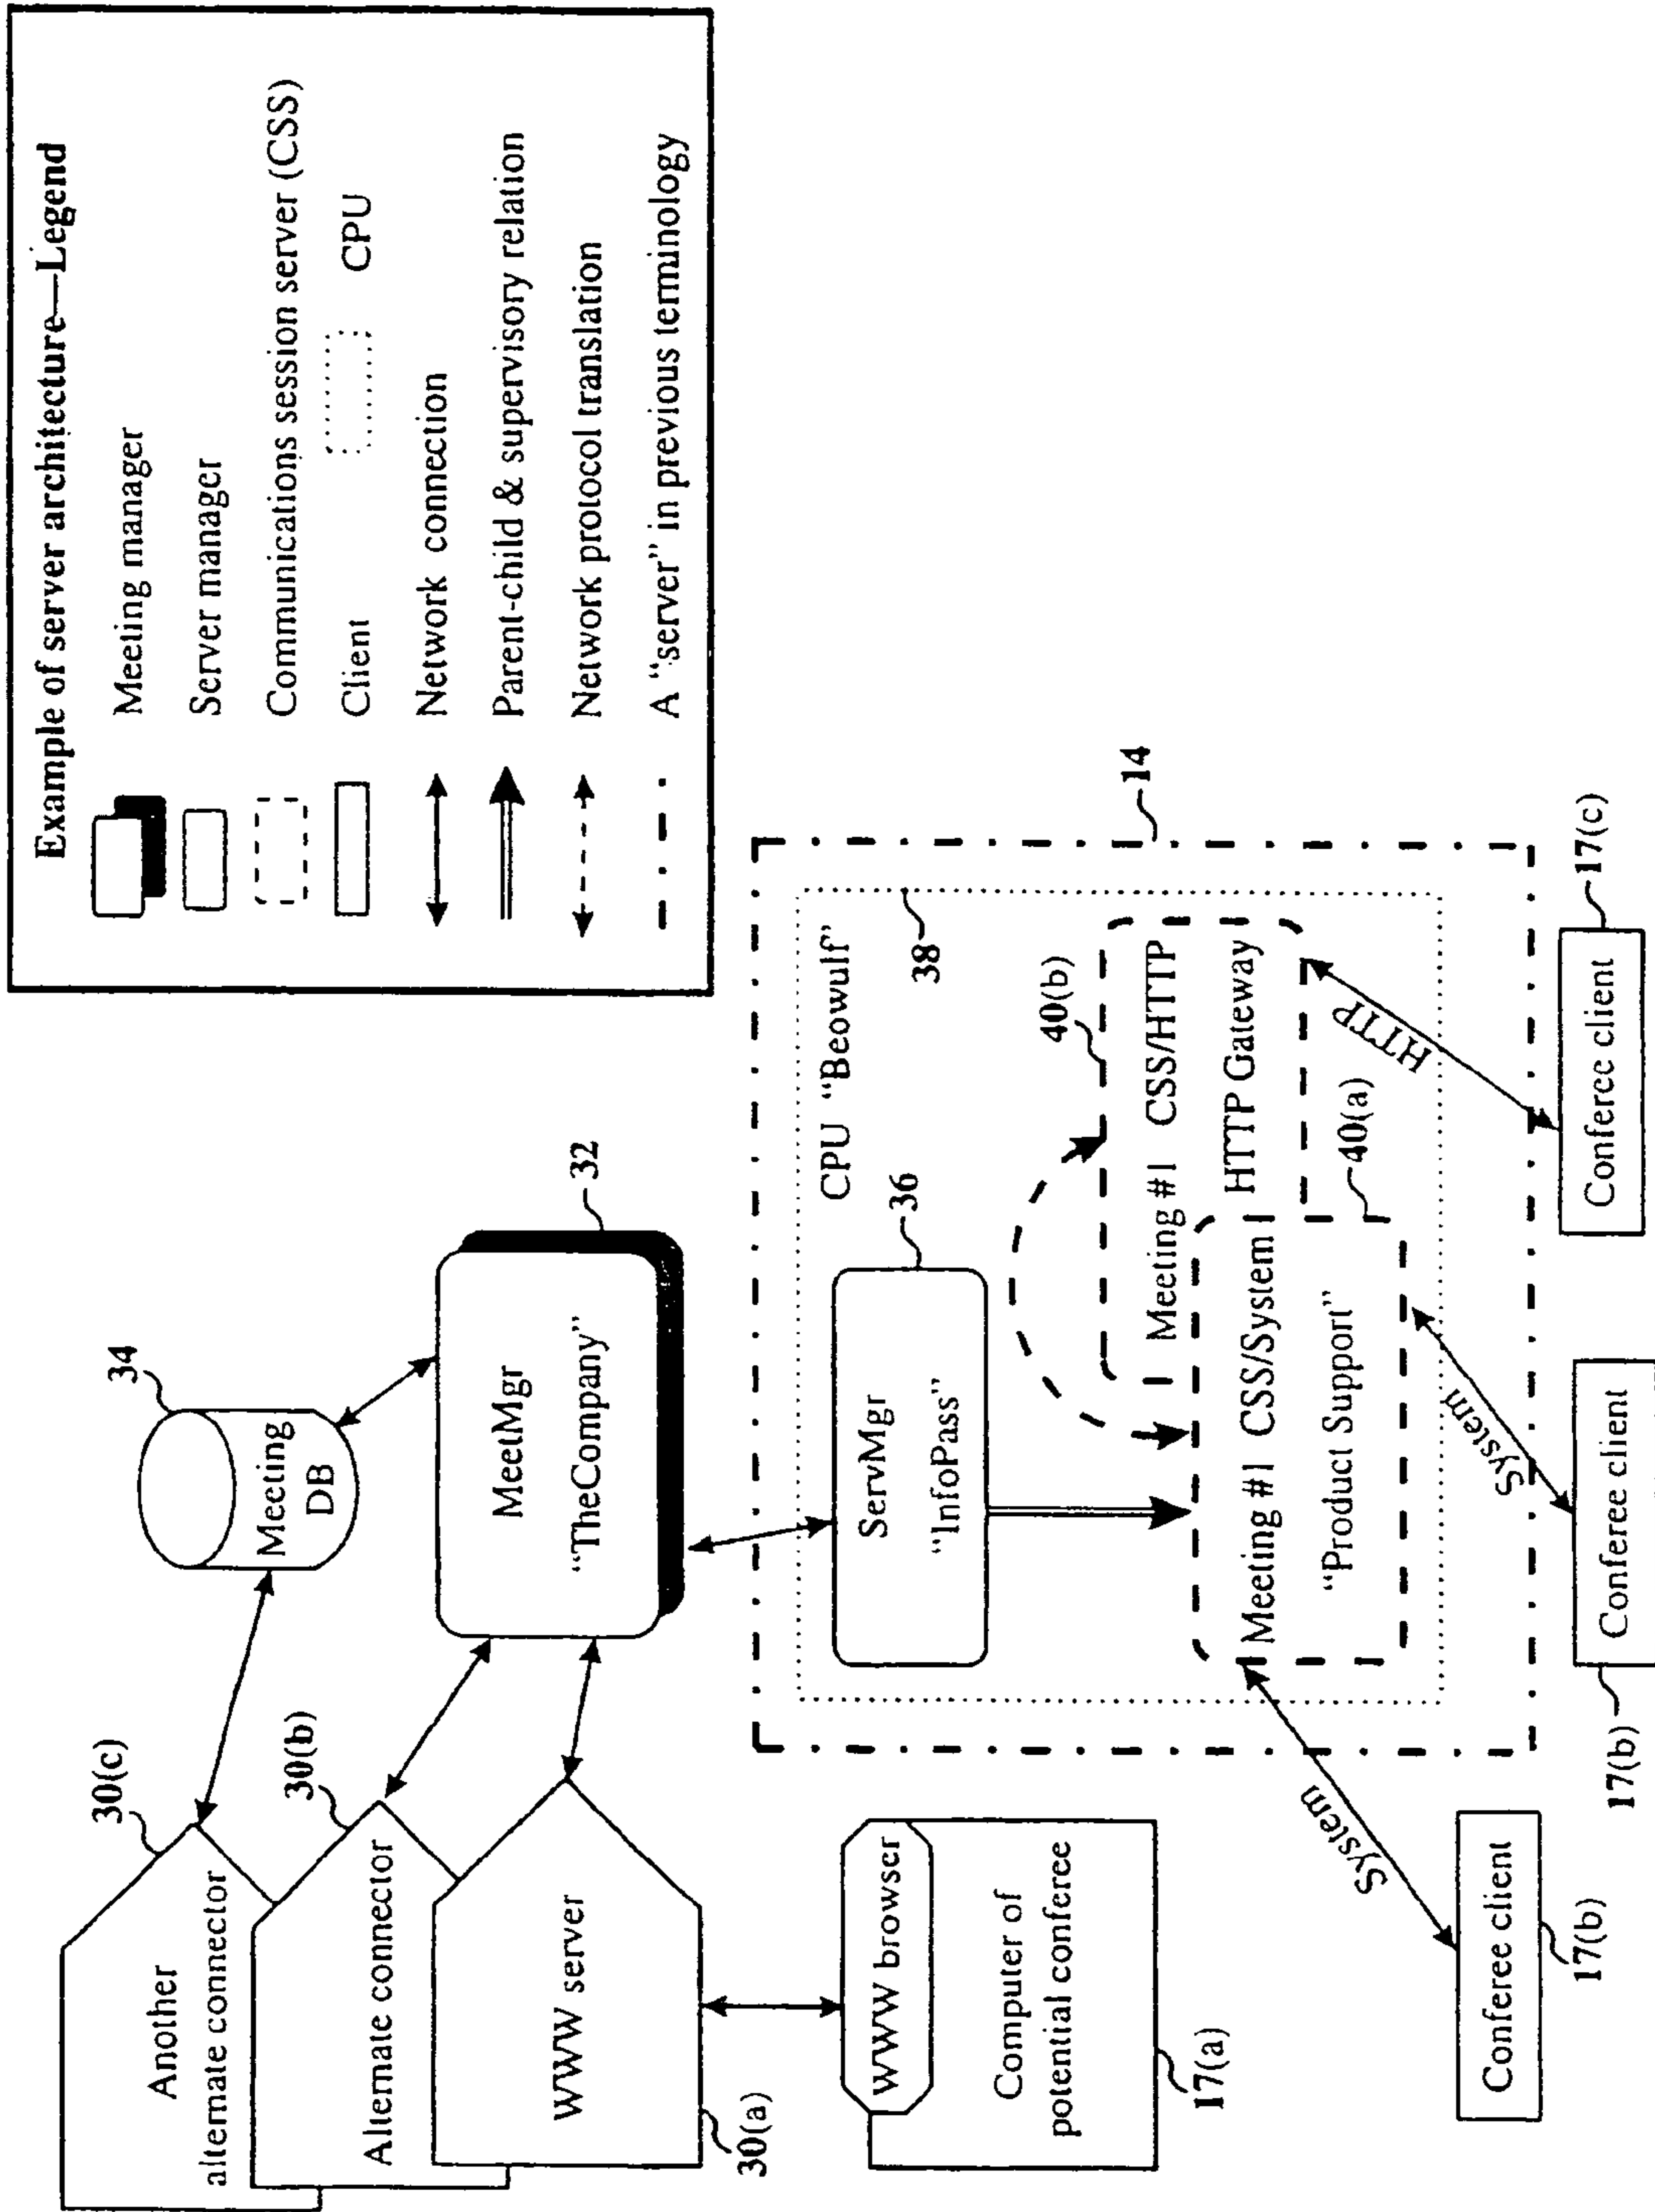 Example of server architecture—Legend
Meeting manager
Server manager
Communications session server (CSS)
Client
CPU
Network connection
Parent-child & supervisory relation
Network protocol translation
A "server" in previous terminology
30(c)
Another
alternate connector
30(b)
Alternate connector
WWW server
30(a)
34
Meeting
DB
MeetMgr
"TheCompany"
32
WWW browser
Computer of
potential conferee
17(a)
14
38
CPU "Beowulf"
ServMgr
"InfoPass"
36
40(b)
Meeting #1 CSS/HTTP
HTTP Gateway
Meeting #1 CSS/System
"Product Support"
40(a)
System
System
HTTP
Conferee client
17(b)
Conferee client
17(b)
Conferee client
17(c)